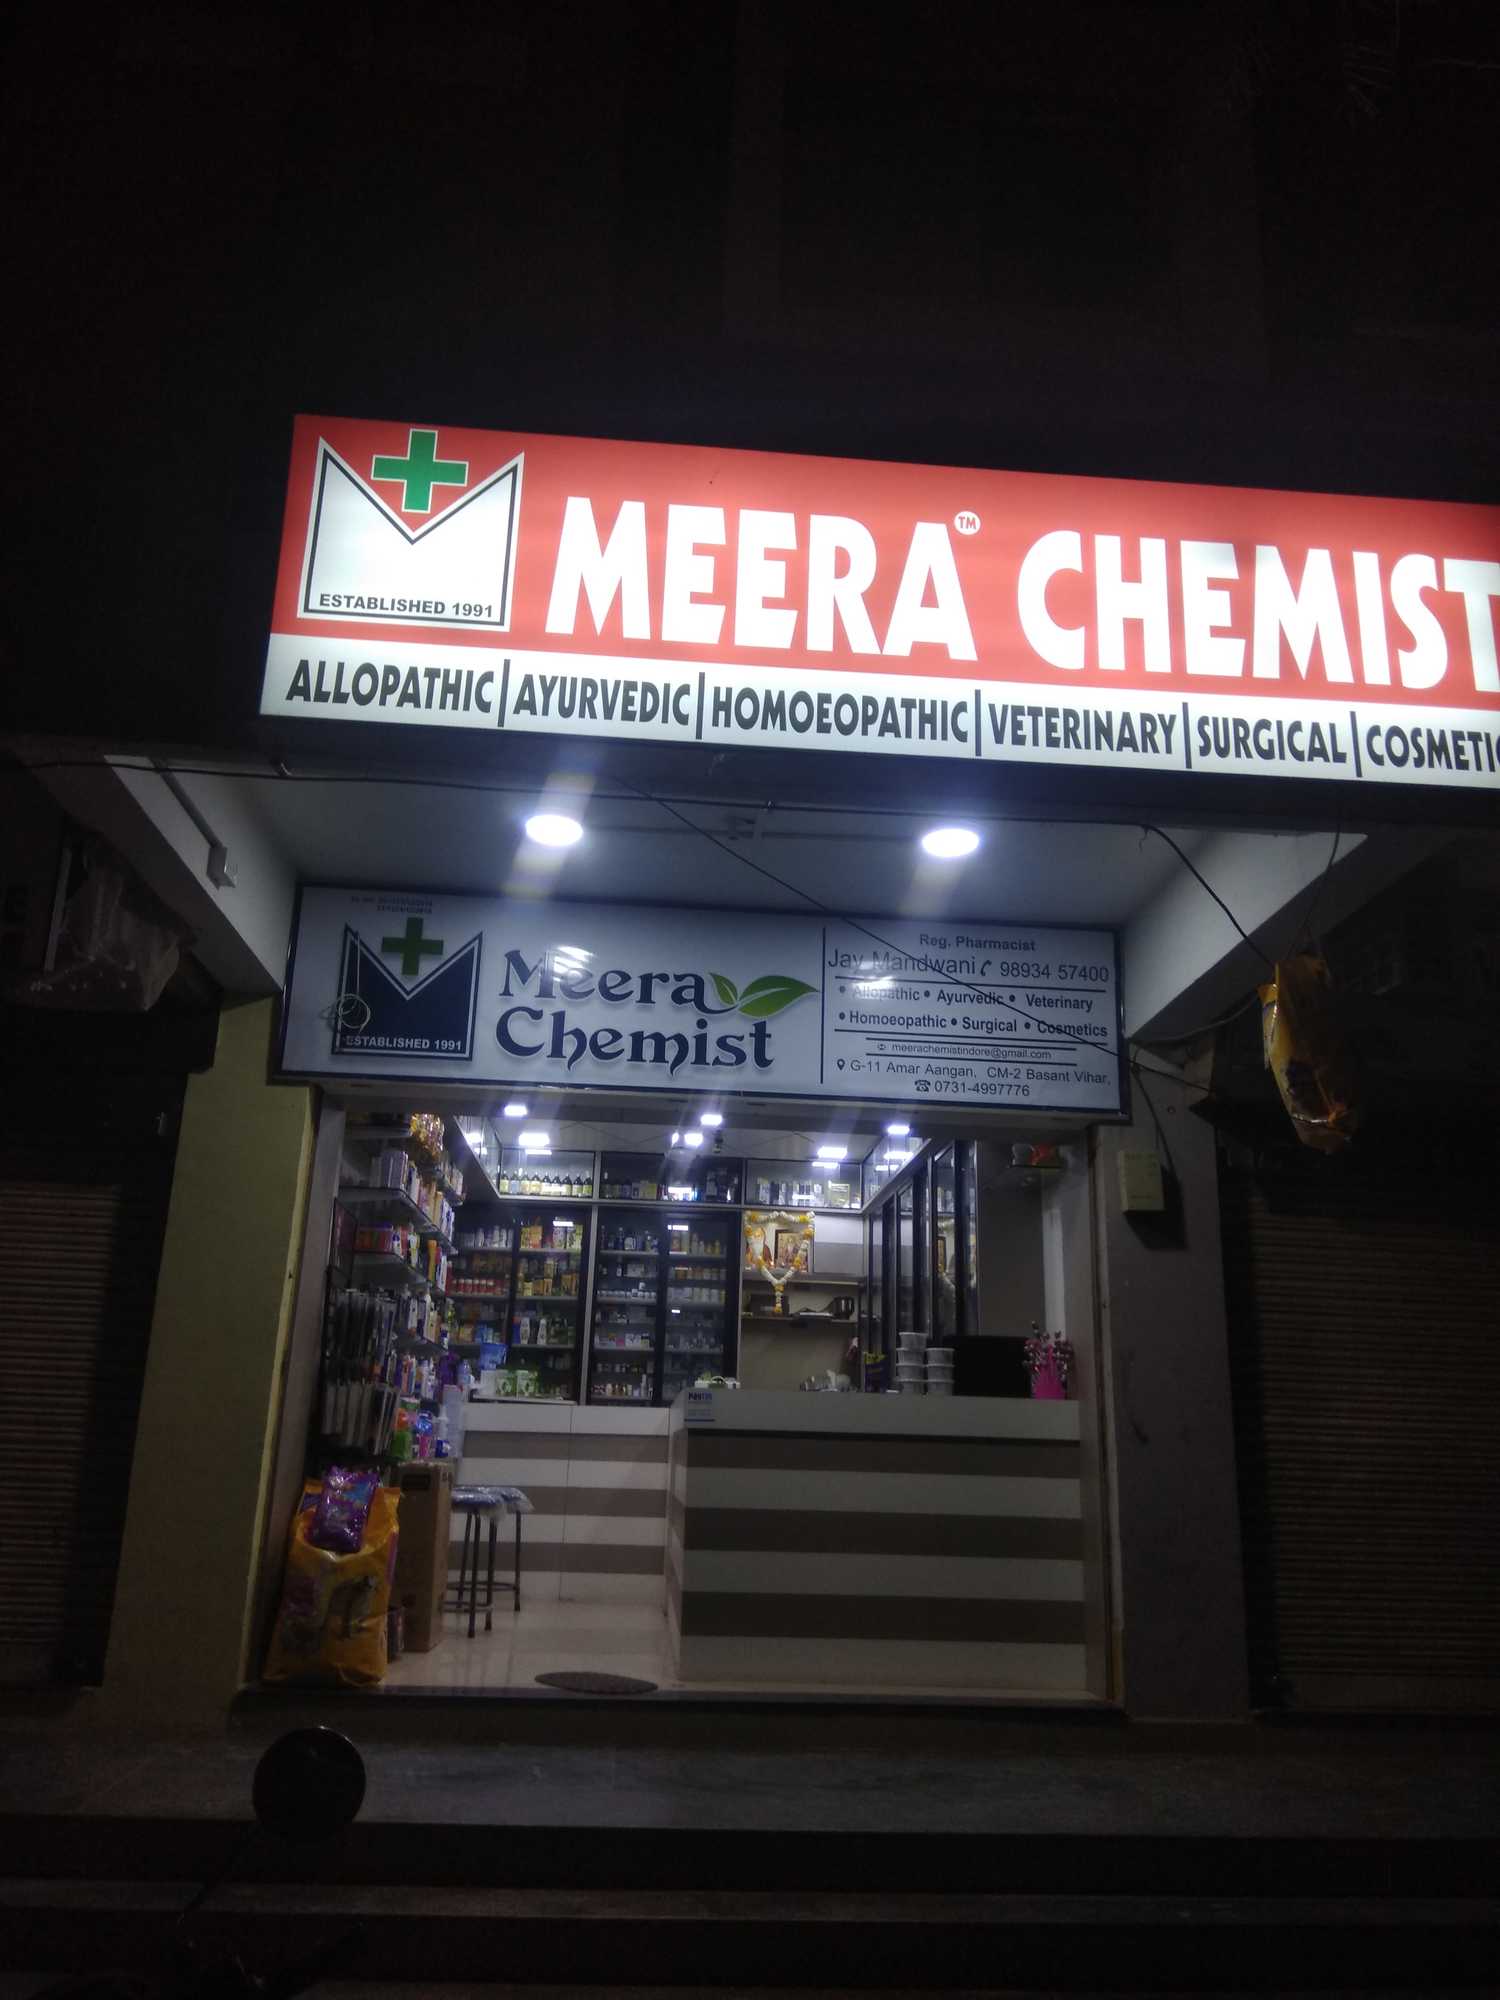 MEERA™ CHEMIST
ESTABLISHED 1991
ALLOPATHIC|AYURVEDIC|HOMOEOPATHIC|VETERINARY|SURGICAL|COSMETIC
Meera
Chemist
ESTABLISHED 1991
Reg. Pharmacist
Jay Mandwani 98934 57400
• Allopathic • Ayurvedic • Veterinary
• Homoeopathic • Surgical • Cosmetics
meerachemistindore@gmail.com
G-11 Amar Aangan, CM-2 Basant Vihar,
0731-4997776
Paytm